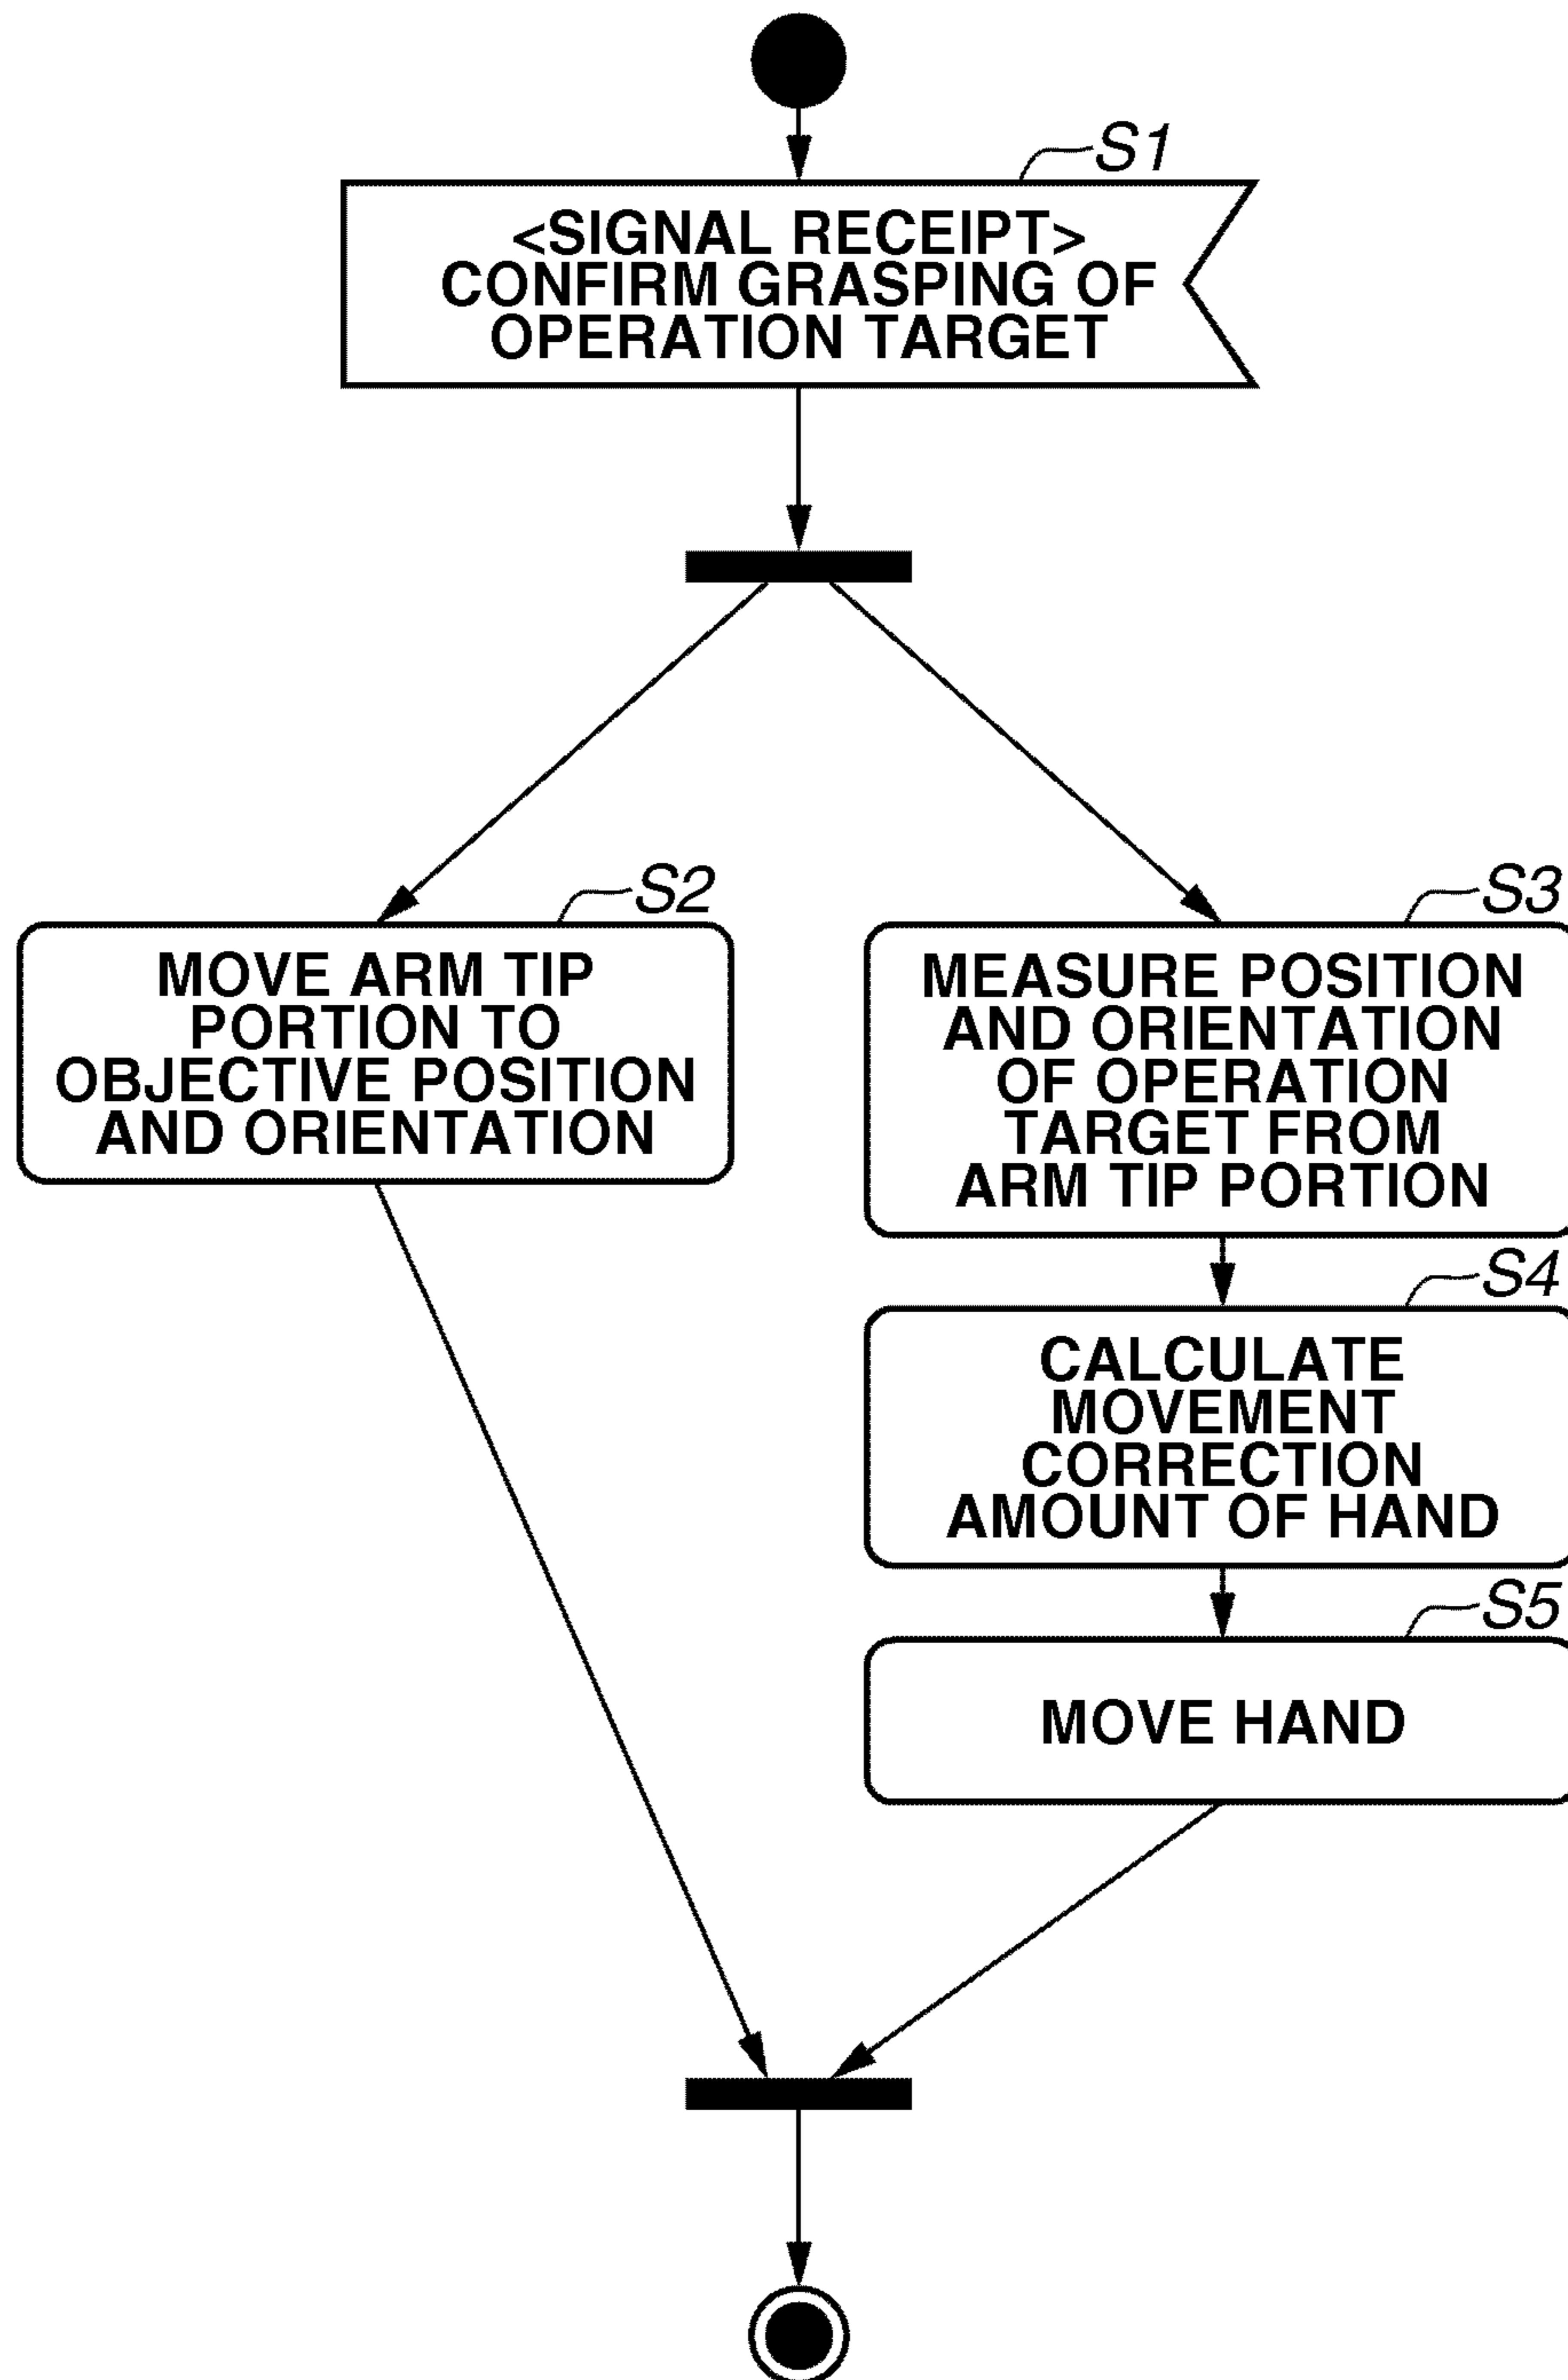 S1
<SIGNAL RECEIPT>
CONFIRM GRASPING OF
OPERATION TARGET
S2
MOVE ARM TIP
PORTION TO
OBJECTIVE POSITION
AND ORIENTATION
S3
MEASURE POSITION
AND ORIENTATION
OF OPERATION
TARGET FROM
ARM TIP PORTION
S4
CALCULATE
MOVEMENT
CORRECTION
AMOUNT OF HAND
S5
MOVE HAND